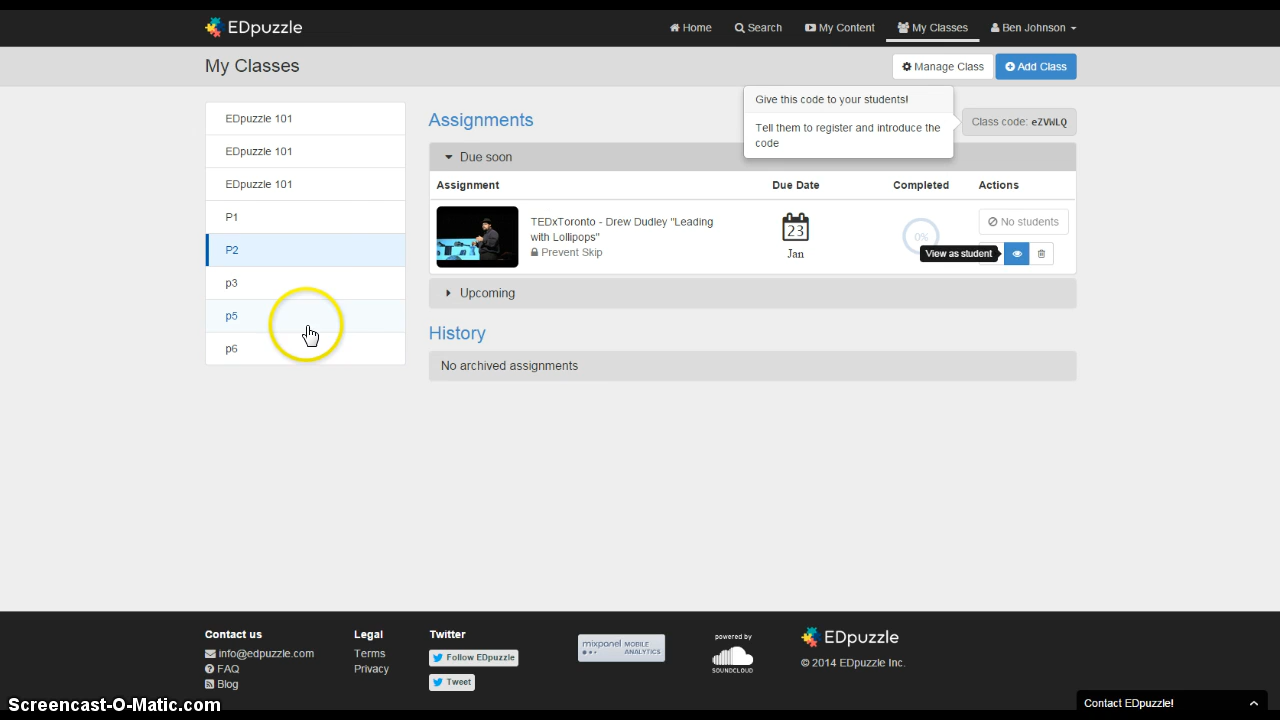 EDpuzzle
Home
Search
My Content
My Classes
Ben Johnson
My Classes
Manage Class
Add Class
EDpuzzle 101
EDpuzzle 101
EDpuzzle 101
P1
P2
p3
p5
p6
Assignments
Give this code to your students!
Tell them to register and introduce the
code
Class code: eZVWLQ
Due soon
Assignment
Due Date
Completed
Actions
TEDxToronto - Drew Dudley "Leading
with Lollipops"
Prevent Skip
23
Jan
0%
No students
View as student
Upcoming
History
No archived assignments
Contact us
info@edpuzzle.com
FAQ
Blog
Legal
Terms
Privacy
Twitter
Follow EDpuzzle
Tweet
mixpanel MOBILE
ANALYTICS
powered by
SOUNDCLOUD
EDpuzzle
© 2014 EDpuzzle Inc.
Contact EDpuzzle!
Screencast-O-Matic.com